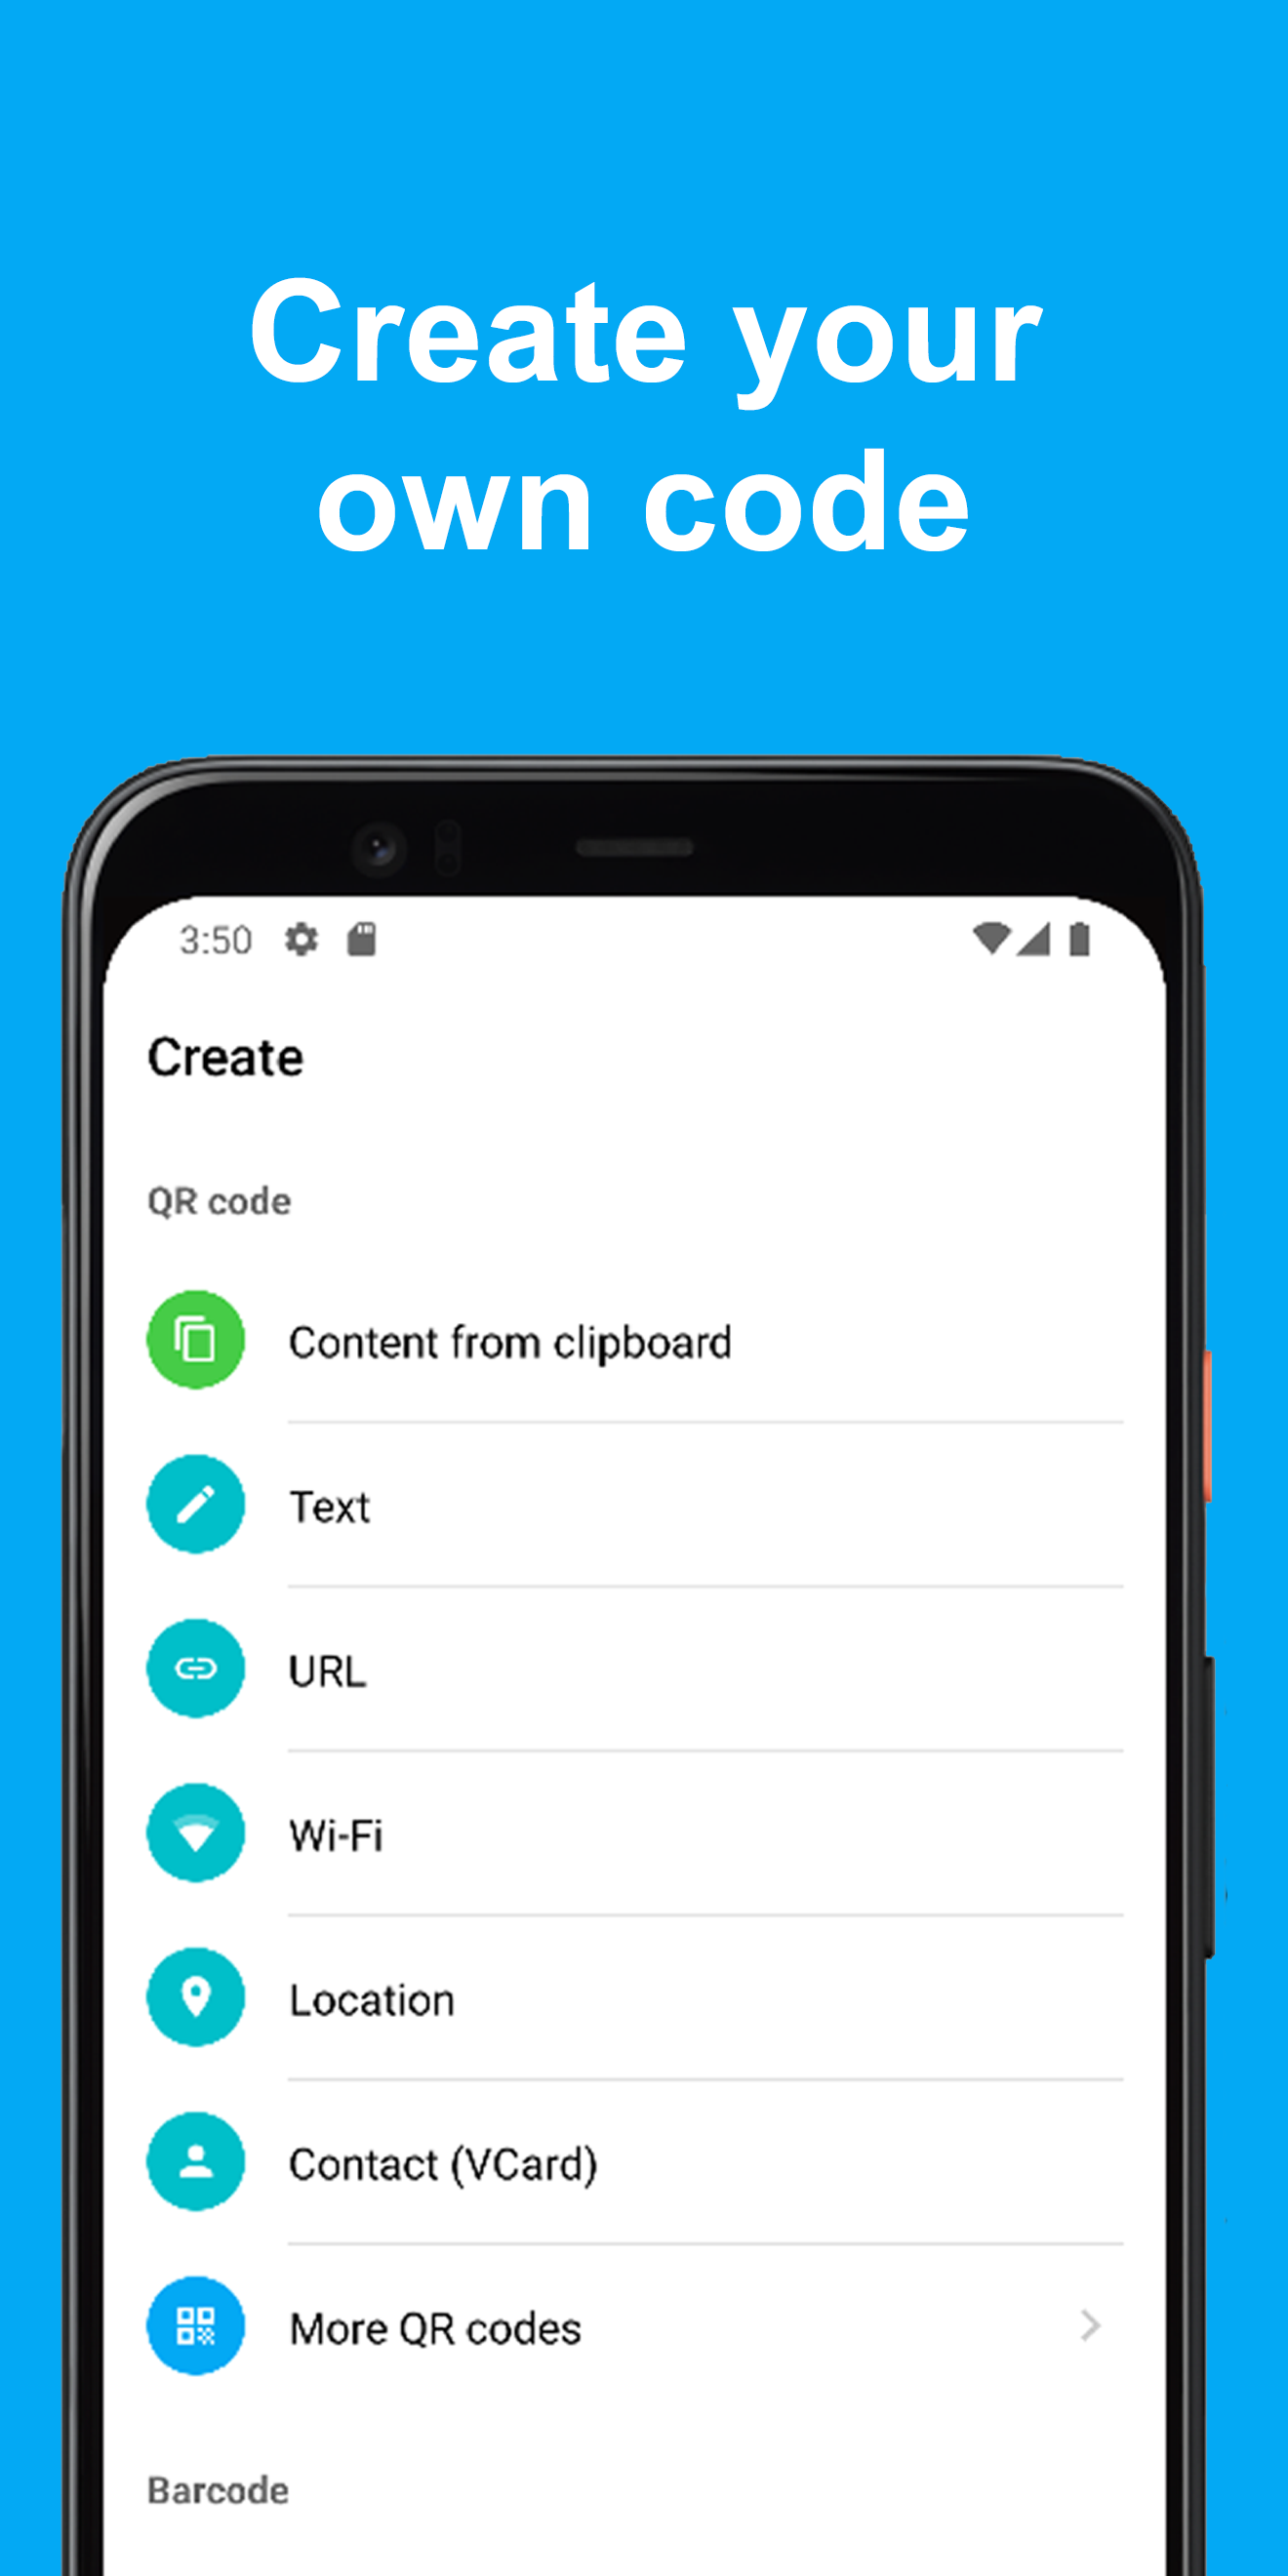 Create your
own code
3:50
Create
QR code
Content from clipboard
Text
URL
Wi-Fi
Location
Contact (VCard)
More QR codes
Barcode